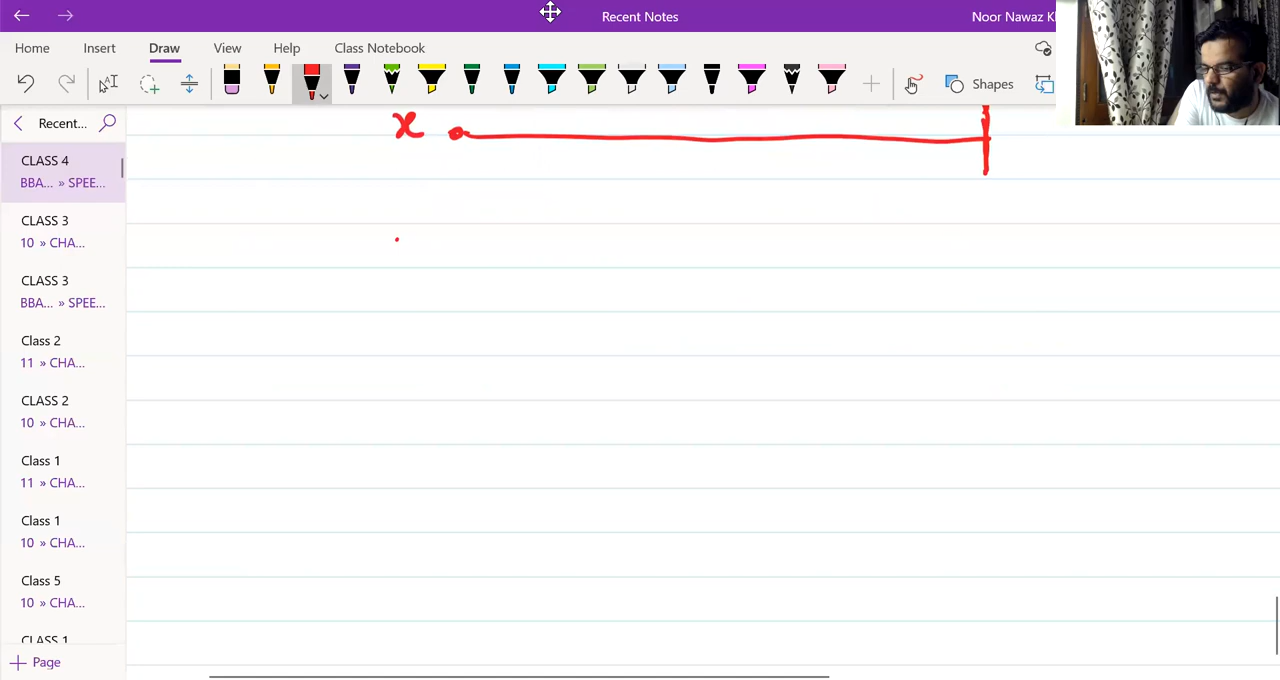 Recent Notes
Noor Nawaz
Home Insert Draw View Help Class Notebook
Shapes
Recent...
CLASS 4
BBA... » SPEE...
CLASS 3
10 » CHA...
CLASS 3
BBA... » SPEE...
Class 2
11 » CHA...
CLASS 2
10 » CHA...
Class 1
11 » CHA...
Class 1
10 » CHA...
Class 5
10 » CHA...
CLASS 1
+ Page
x